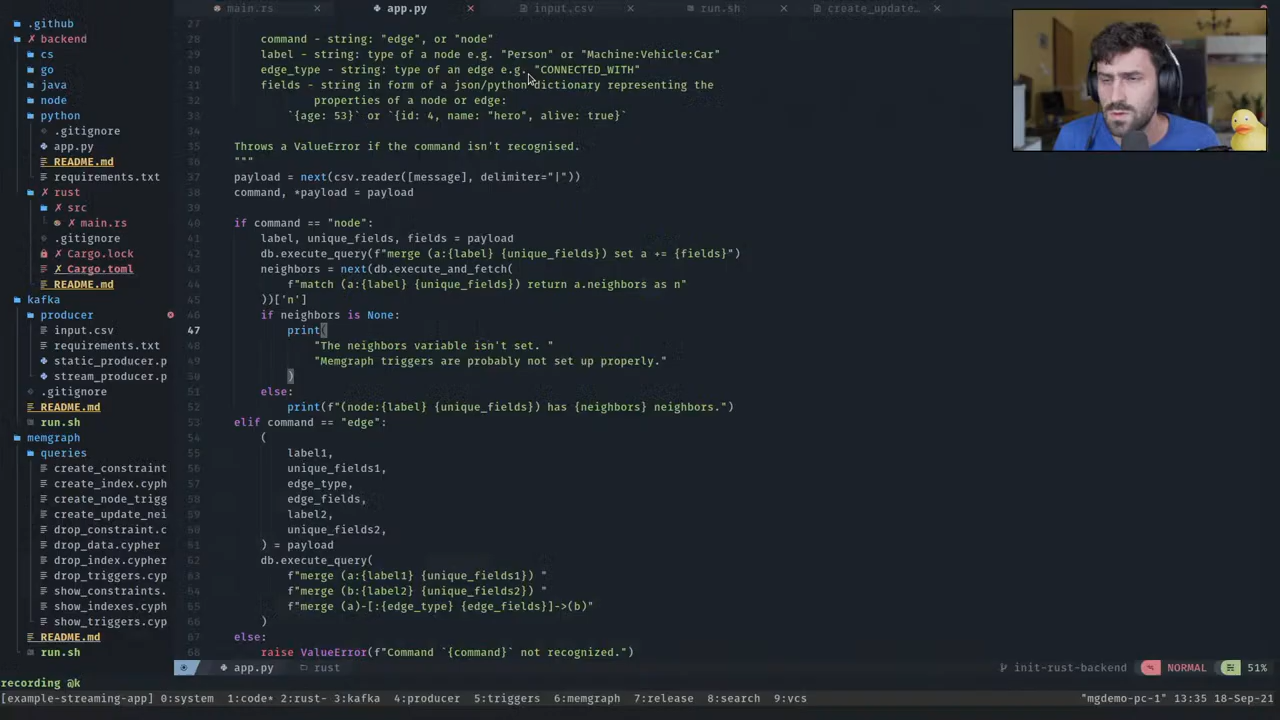 main.rs × app.py × input.csv × run.sh × create_update… ×
.github
backend
cs
go
java
node
python
.gitignore
app.py
README.md
requirements.txt
✗ rust
✗ src
✗ main.rs
.gitignore
✗ Cargo.lock
✗ Cargo.toml
README.md
kafka
producer
input.csv
requirements.txt
static_producer.p
stream_producer.p
.gitignore
README.md
run.sh
memgraph
queries
create_constraint
create_index.cyph
create_node_trigg
create_update_nei
drop_constraint.c
drop_data.cypher
drop_index.cypher
drop_triggers.cyp
show_constraints.
show_indexes.cyph
show_triggers.cyp
README.md
run.sh
27
28 command - string: "edge", or "node"
29 label - string: type of a node e.g. "Person" or "Machine:Vehicle:Car"
30 edge_type - string: type of an edge e.g. "CONNECTED_WITH"
31 fields - string in form of a json/python dictionary representing the
32 properties of a node or edge:
33 `{age: 53}` or `{id: 4, name: "hero", alive: true}`
34
35 Throws a ValueError if the command isn't recognised.
36 """
37 payload = next(csv.reader([message], delimiter="|"))
38 command, *payload = payload
39
40 if command == "node":
41 label, unique_fields, fields = payload
42 db.execute_query(f"merge (a:{label} {unique_fields}) set a += {fields}")
43 neighbors = next(db.execute_and_fetch(
44 f"match (a:{label} {unique_fields}) return a.neighbors as n"
45 ))['n']
46 if neighbors is None:
47 print(
48 "The neighbors variable isn't set. "
49 "Memgraph triggers are probably not set up properly."
50 )
51 else:
52 print(f"(node:{label} {unique_fields}) has {neighbors} neighbors.")
53 elif command == "edge":
54 (
55 label1,
56 unique_fields1,
57 edge_type,
58 edge_fields,
59 label2,
60 unique_fields2,
61 ) = payload
62 db.execute_query(
63 f"merge (a:{label1} {unique_fields1}) "
64 f"merge (b:{label2} {unique_fields2}) "
65 f"merge (a)-[:{edge_type} {edge_fields}]->(b)"
66 )
67 else:
68 raise ValueError(f"Command `{command}` not recognized.")
app.py rust init-rust-backend NORMAL 51%
recording @k
[example-streaming-app] 0:system 1:code* 2:rust- 3:kafka 4:producer 5:triggers 6:memgraph 7:release 8:search 9:vcs "mgdemo-pc-1" 13:35 18-Sep-21